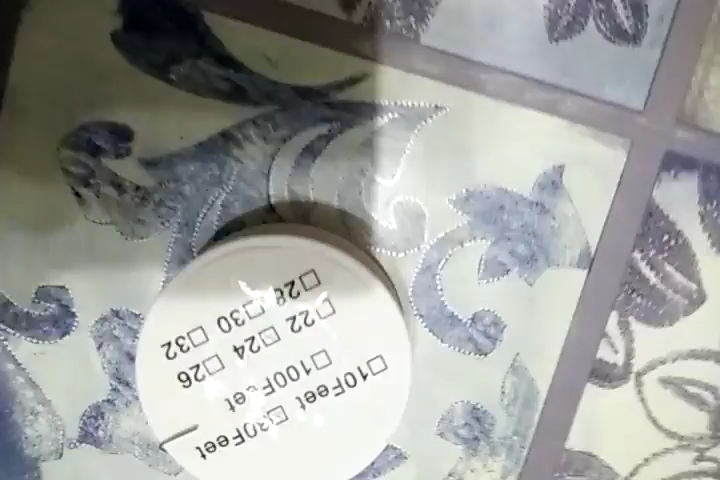 □10Feet ☑30Feet
□100Feet
□22 □24 □26
□28 □30 □32